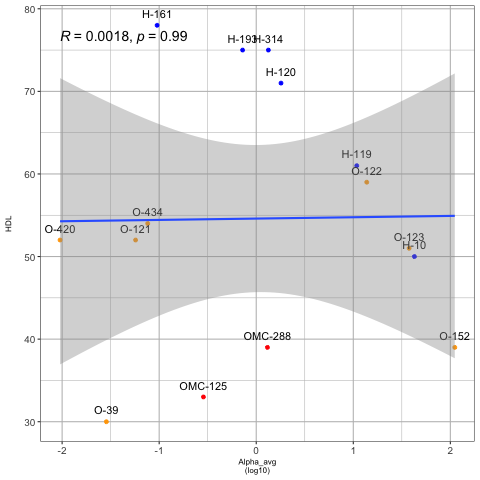 80
70
60
50
40
30
HDL
R = 0.0018, p = 0.99
H-161
H-193
H-314
H-120
H-119
O-122
O-434
O-420
O-121
O-123
H-10
OMC-288
O-152
OMC-125
O-39
-2
-1
0
1
2
Alpha_avg
(log10)